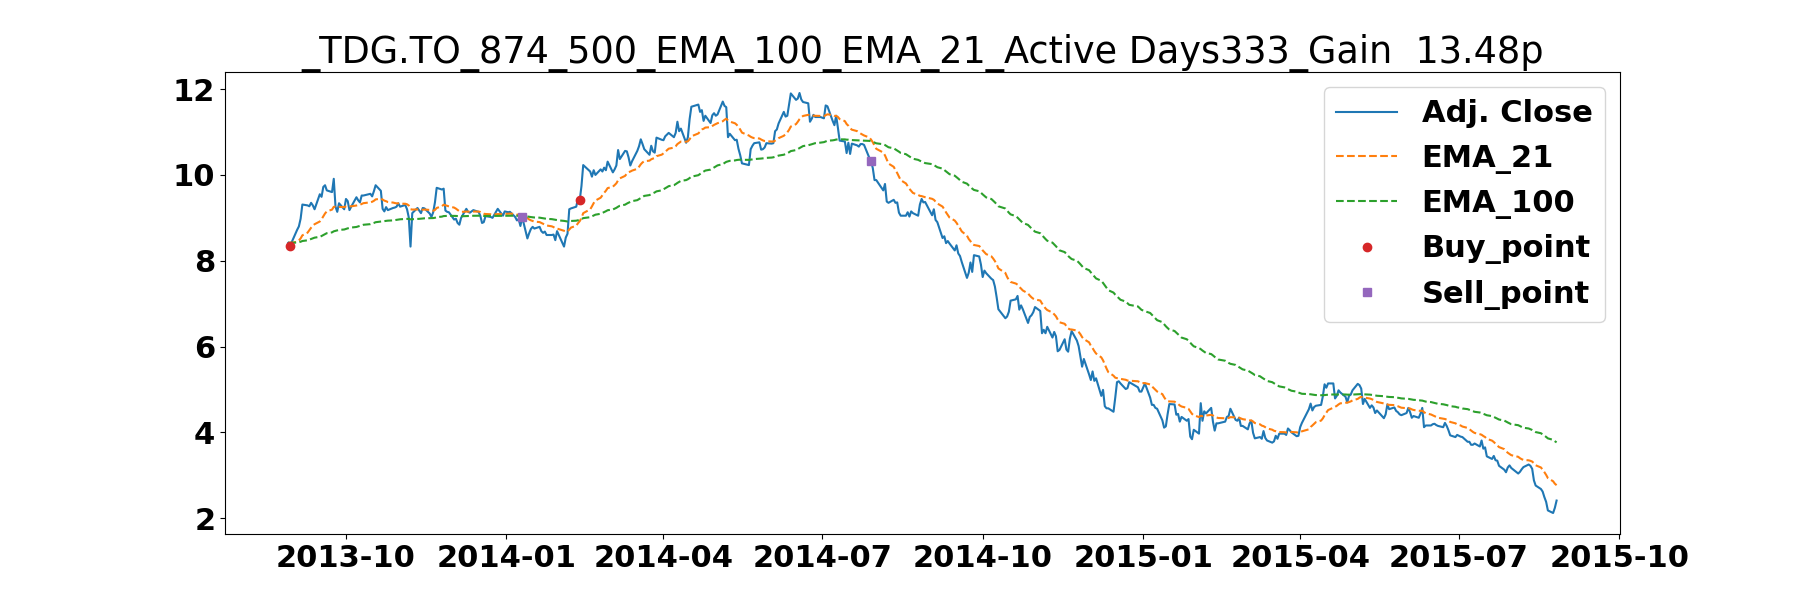 _TDG.TO_874_500_EMA_100_EMA_21_Active Days333_Gain  13.48p
12
10
8
6
4
2
Adj. Close
EMA_21
EMA_100
Buy_point
Sell_point
2013-10 2014-01 2014-04 2014-07 2014-10 2015-01 2015-04 2015-07 2015-10